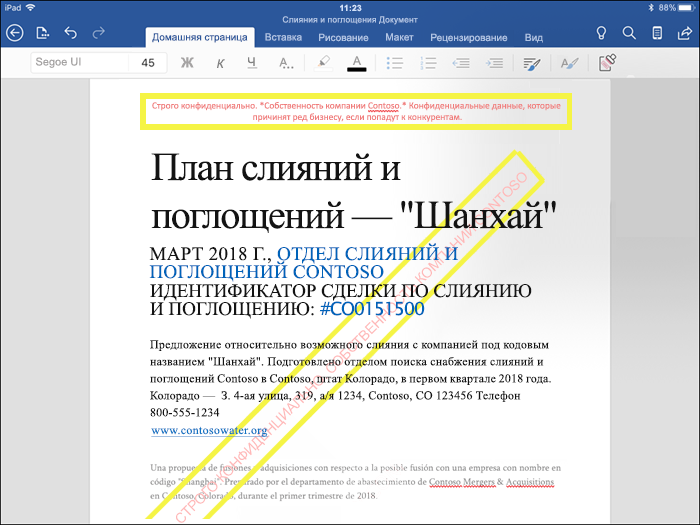 iPad 11:23 88%
Слияния и поглощения Документ
Домашняя страница Вставка Рисование Макет Рецензирование Вид
Segoe UI 45 Ж К Ч А... А А
Строго конфиденциально. *Собственность компании Contoso.* Конфиденциальные данные, которые
причинят ред бизнесу, если попадут к конкурентам.
План слияний и
поглощений — "Шанхай"
МАРТ 2018 Г., ОТДЕЛ СЛИЯНИЙ И
ПОГЛОЩЕНИЙ CONTOSO
ИДЕНТИФИКАТОР СДЕЛКИ ПО СЛИЯНИЮ
И ПОГЛОЩЕНИЮ: #CO0151500
СТРОГО КОНФИДЕНЦИАЛЬНО. СОБСТВЕННОСТЬ КОМПАНИИ CONTOSO
Предложение относительно возможного слияния с компанией под кодовым
названием "Шанхай". Подготовлено отделом поиска снабжения слияний и
поглощений Contoso в Contoso, штат Колорадо, в первом квартале 2018 года.
Колорадо — З. 4-ая улица, 319, а/я 1234, Contoso, CO 123456 Телефон
800-555-1234
www.contosowater.org
Una propuesta de fusiones y adquisiciones con respecto a la posible fusión con una empresa con nombre en
código "Shanghai". Preparado por el departamento de abastecimiento de Contoso Mergers & Acquisitions
en Contoso, Colorado, durante el primer trimestre de 2018.